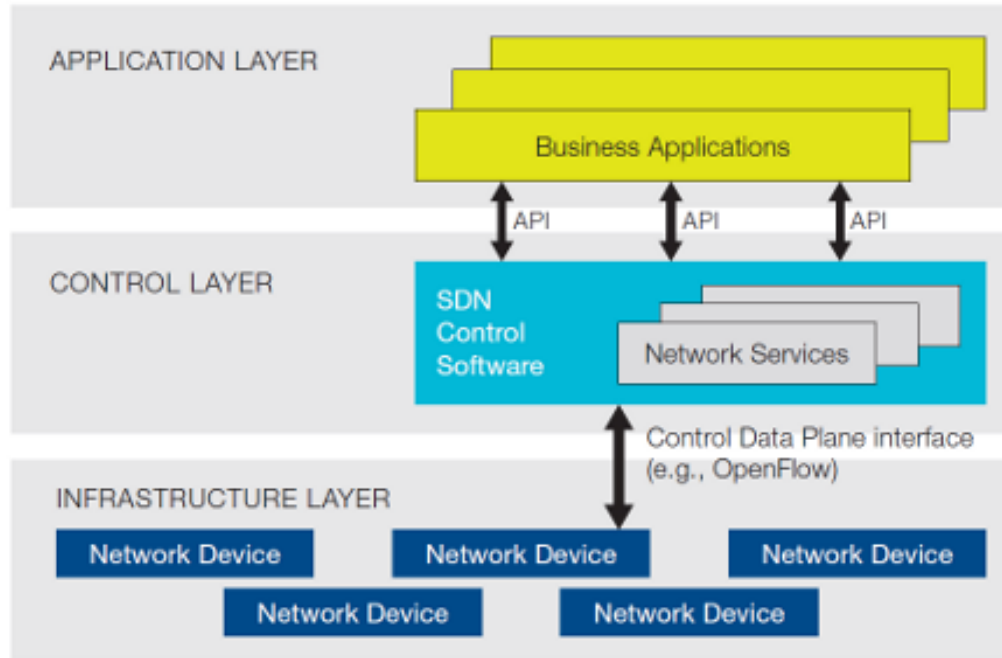 APPLICATION LAYER
Business Applications
API API API
CONTROL LAYER
SDN
Control
Software
Network Services
Control Data Plane interface
(e.g., OpenFlow)
INFRASTRUCTURE LAYER
Network Device Network Device Network Device
Network Device Network Device